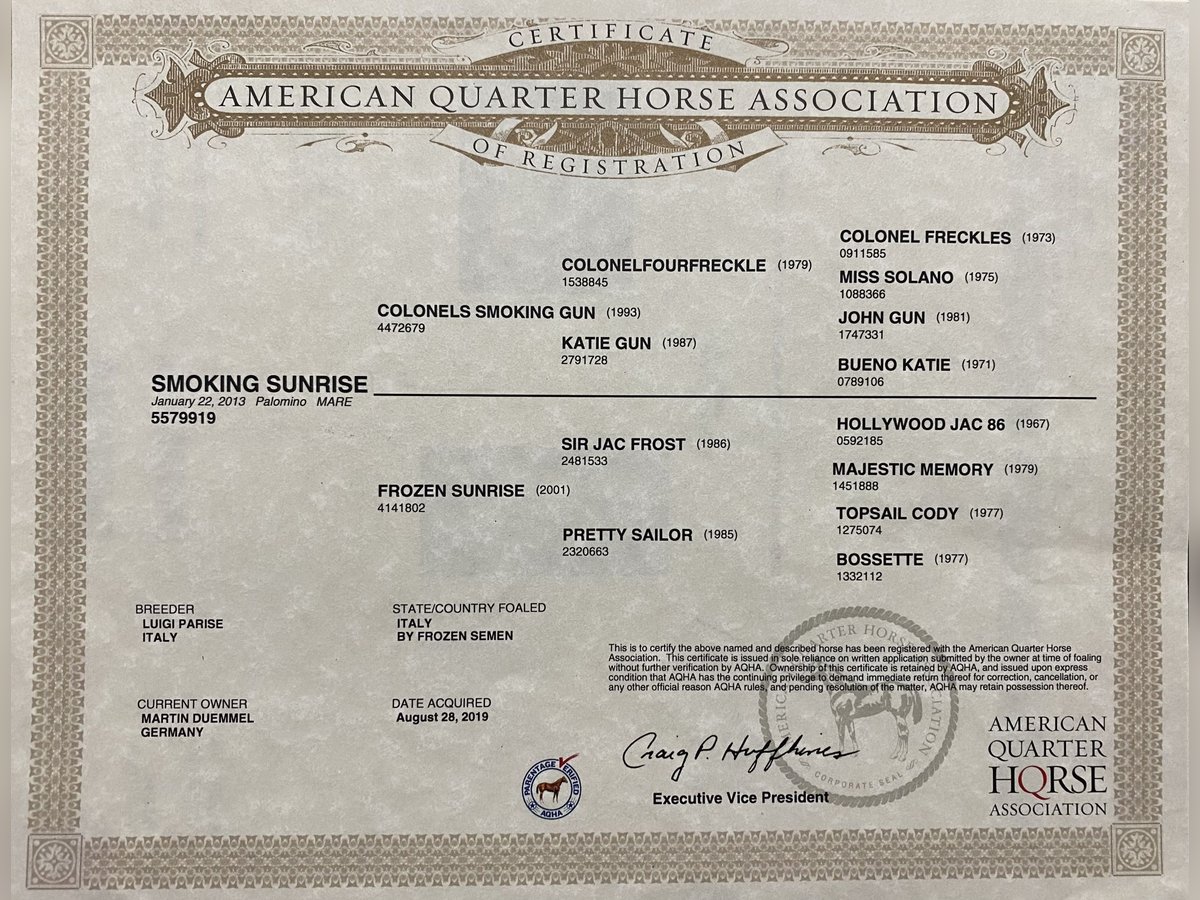 CERTIFICATE
AMERICAN QUARTER HORSE ASSOCIATION
OF REGISTRATION
COLONEL FRECKLES (1973)
0911585
COLONELFOURFRECKLE (1979)
1538845
MISS SOLANO (1975)
1088366
COLONELS SMOKING GUN (1993)
4472679
JOHN GUN (1981)
1747331
KATIE GUN (1987)
2791728
BUENO KATIE (1971)
0789106
SMOKING SUNRISE
January 22, 2013 Palomino MARE
5579919
HOLLYWOOD JAC 86 (1967)
0592185
SIR JAC FROST (1986)
2481533
MAJESTIC MEMORY (1979)
1451888
FROZEN SUNRISE (2001)
4141802
TOPSAIL CODY (1977)
1275074
PRETTY SAILOR (1985)
2320663
BOSSETTE (1977)
1332112
BREEDER
LUIGI PARISE
ITALY
STATE/COUNTRY FOALED
ITALY
BY FROZEN SEMEN
This is to certify the above named and described horse has been registered with the American Quarter Horse
Association. This certificate is issued in sole reliance on written application submitted by the owner at time of foaling
without further verification by AQHA. Ownership of this certificate is retained by AQHA, and issued upon express
condition that AQHA has the continuing privilege to demand immediate return thereof for correction, cancellation, or
any other official reason AQHA rules, and pending resolution of the matter, AQHA may retain possession thereof.
CURRENT OWNER
MARTIN DUEMMEL
GERMANY
DATE ACQUIRED
August 28, 2019
PARENTAGE VERIFIED
AQHA
Craig P. Huffhines
Executive Vice President
QUARTER HORSE
CORPORATE SEAL
AMERICAN
QUARTER
HORSE
ASSOCIATION